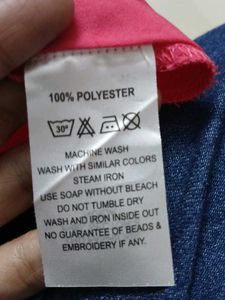 100% POLYESTER
30°
MACHINE WASH
WASH WITH SIMILAR COLORS
STEAM IRON
USE SOAP WITHOUT BLEACH
DO NOT TUMBLE DRY
WASH AND IRON INSIDE OUT
NO GUARANTEE OF BEADS &
EMBROIDERY IF ANY.